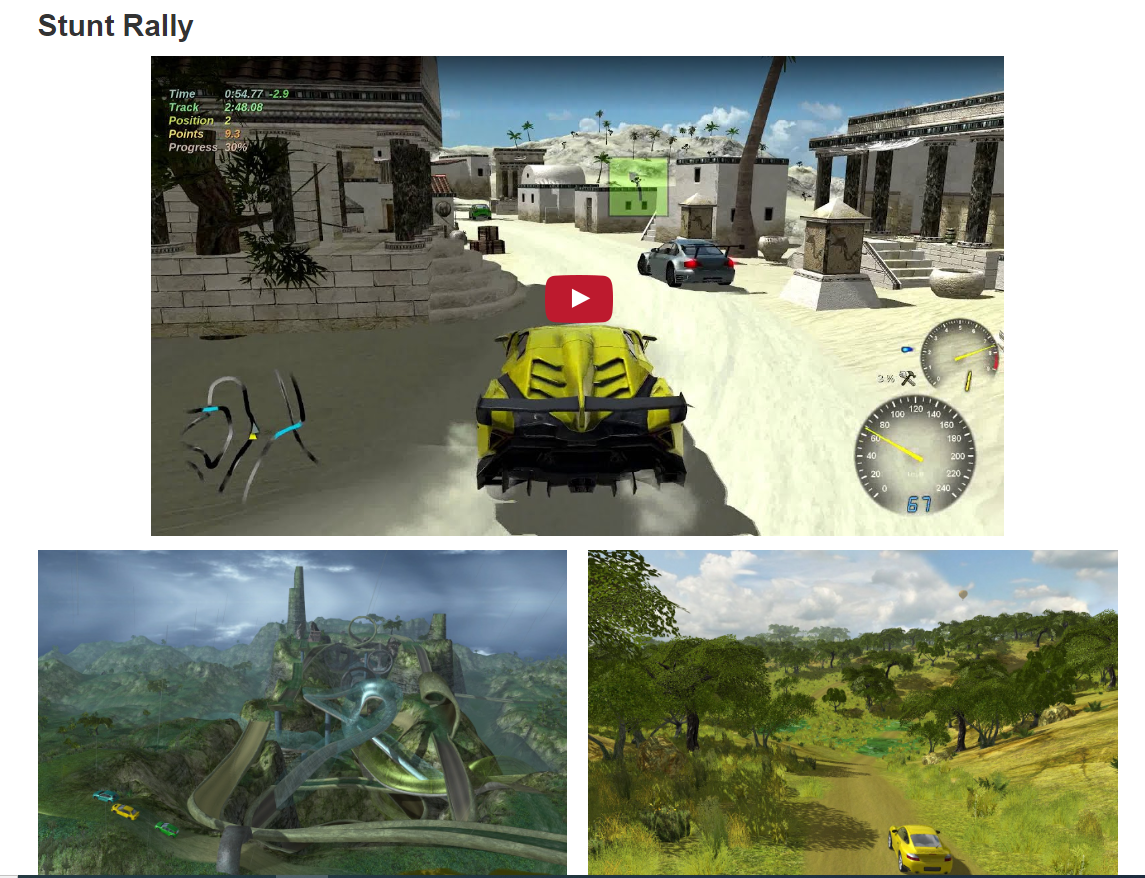 Stunt Rally
Time 0:54.77 -2.9
Track 2:48.08
Position 2
Points 9.3
Progress 30%
3 %
0 20 40 60 80 100 120 140 160 180 200 220 240
67